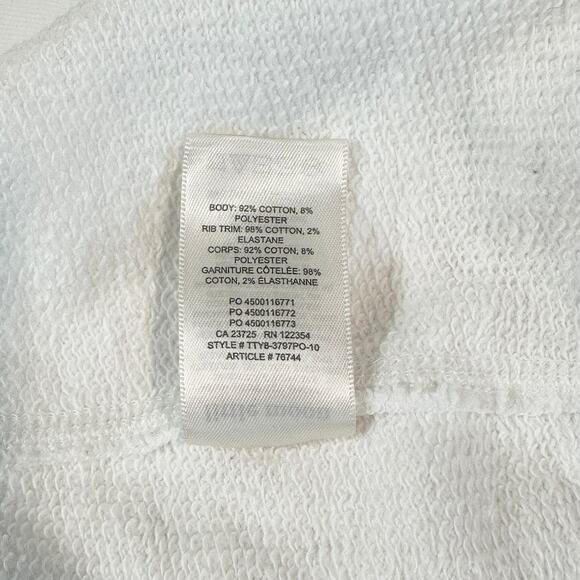 BODY: 92% COTTON, 8%
POLYESTER
RIB TRIM: 98% COTTON, 2%
ELASTANE
CORPS: 92% COTON, 8%
POLYESTER
GARNITURE CÔTELÉE: 98%
COTON, 2% ÉLASTHANNE
PO 4500116771
PO 4500116772
PO 4500116773
CA 23725 RN 122354
STYLE # TTY8-3797PO-10
ARTICLE # 76744
little moon